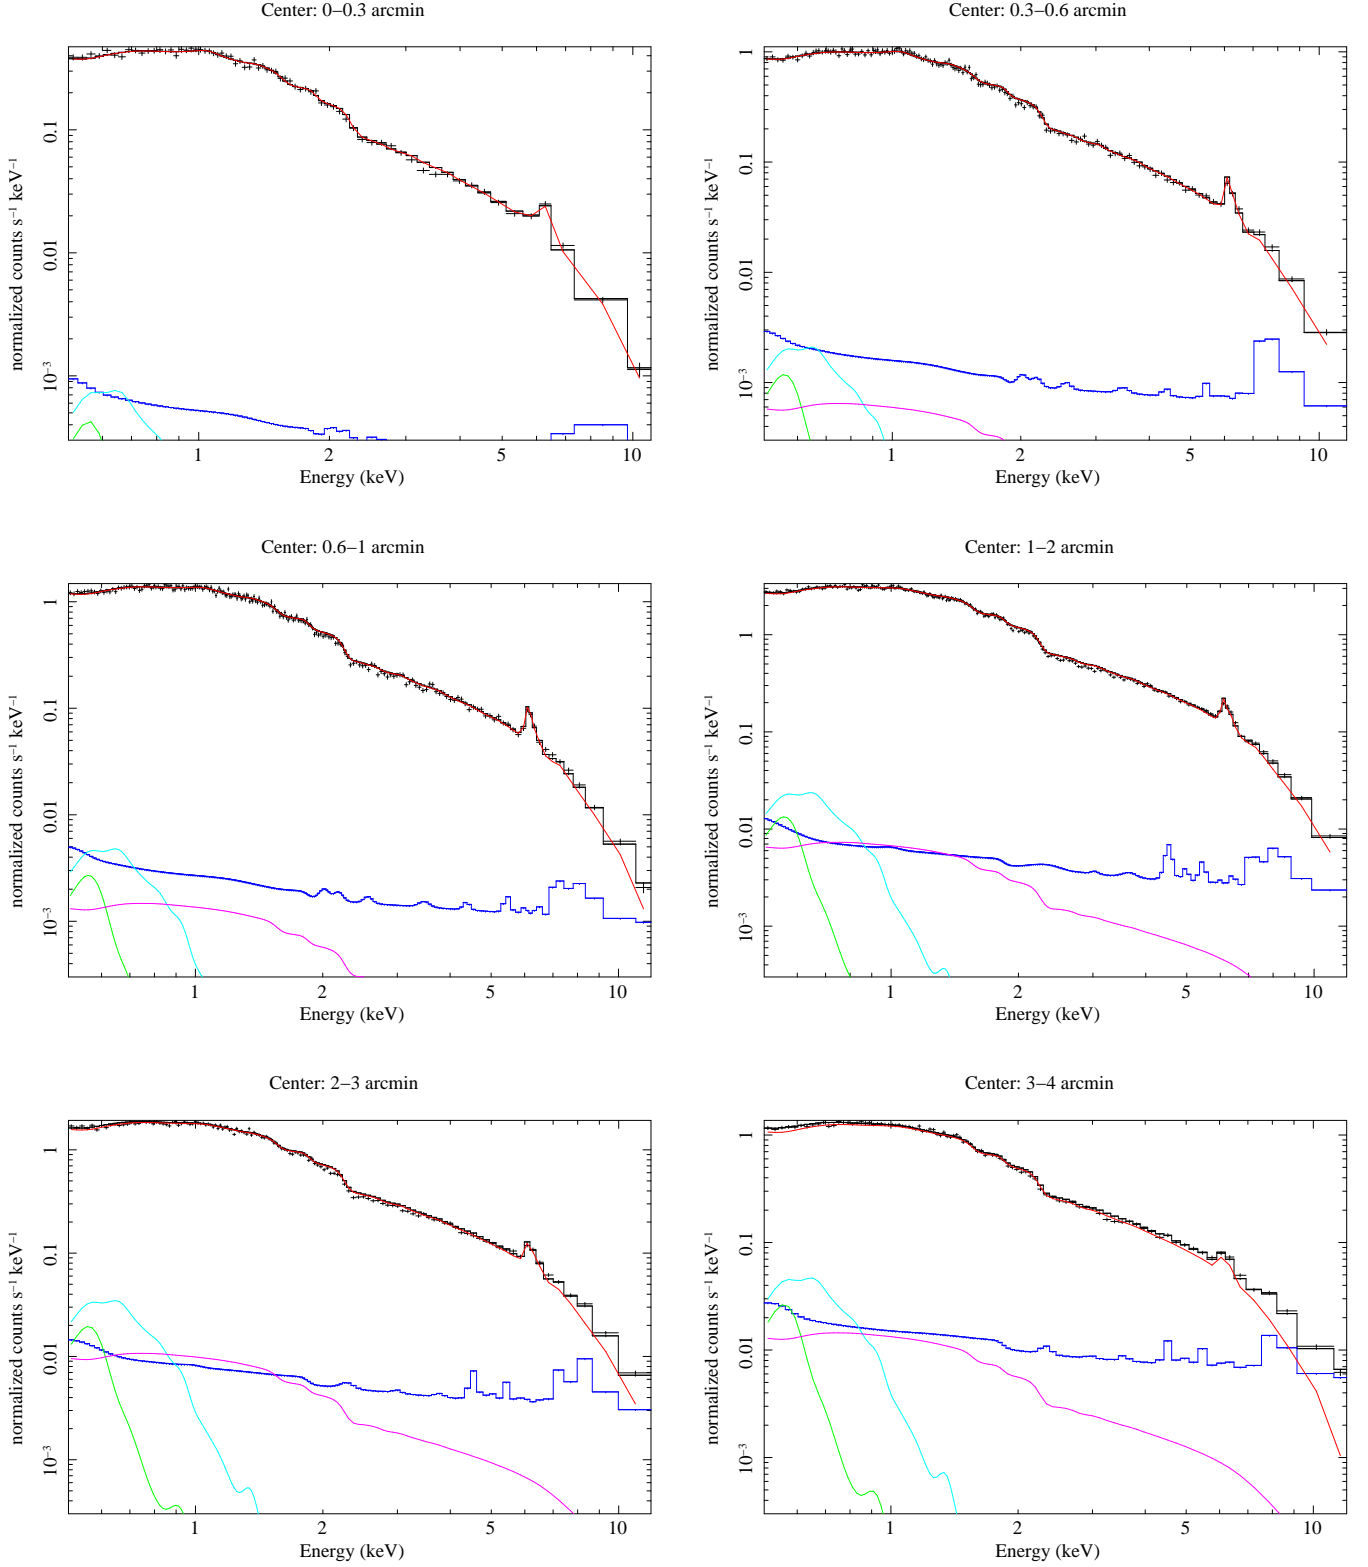 Center: 0–0.3 arcmin
normalized counts s⁻¹ keV⁻¹
0.1
0.01
10⁻³
1
2
5
10
Energy (keV)
Center: 0.3–0.6 arcmin
normalized counts s⁻¹ keV⁻¹
1
0.1
0.01
10⁻³
1
2
5
10
Energy (keV)
Center: 0.6–1 arcmin
normalized counts s⁻¹ keV⁻¹
1
0.1
0.01
10⁻³
1
2
5
10
Energy (keV)
Center: 1–2 arcmin
normalized counts s⁻¹ keV⁻¹
1
0.1
0.01
10⁻³
1
2
5
10
Energy (keV)
Center: 2–3 arcmin
normalized counts s⁻¹ keV⁻¹
1
0.1
0.01
10⁻³
1
2
5
10
Energy (keV)
Center: 3–4 arcmin
normalized counts s⁻¹ keV⁻¹
1
0.1
0.01
10⁻³
1
2
5
10
Energy (keV)